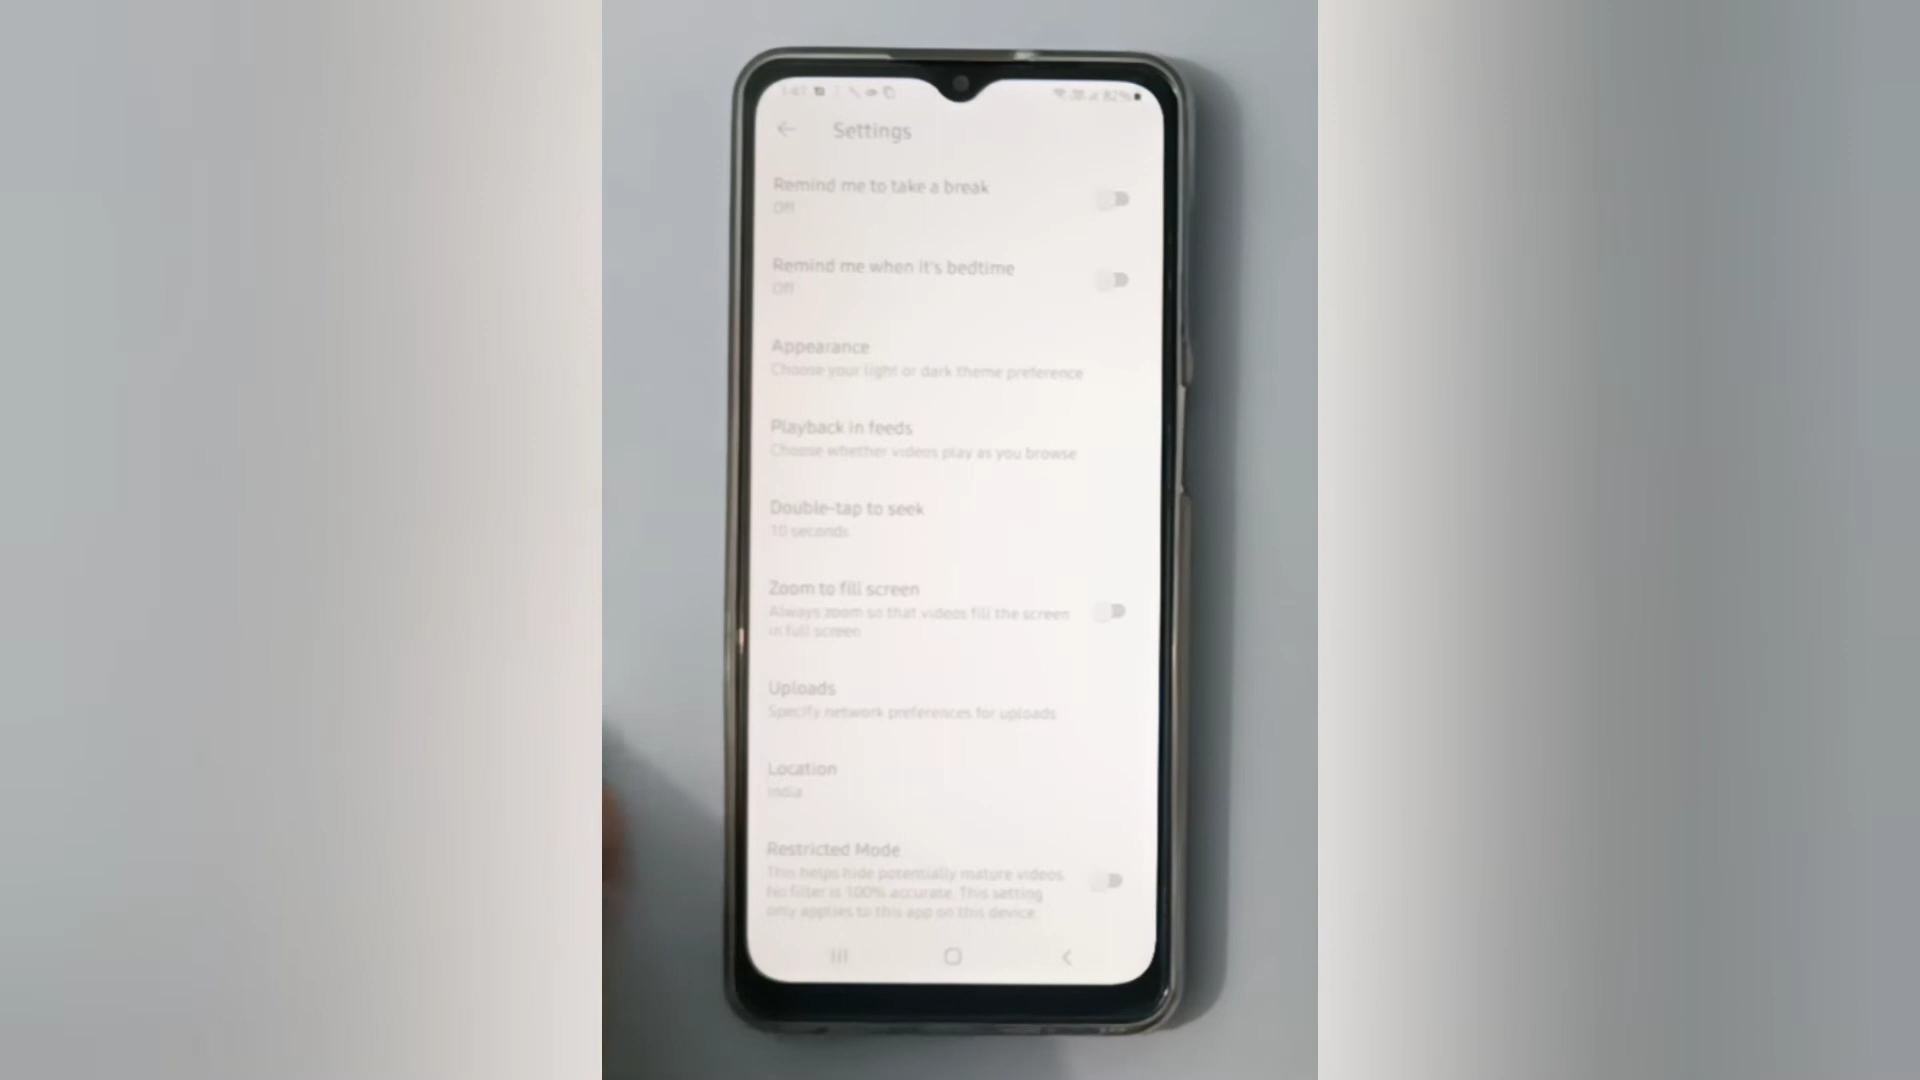 82%
Settings
Remind me to take a break
Off
Remind me when it's bedtime
Off
Appearance
Choose your light or dark theme preference
Playback in feeds
Choose whether videos play as you browse
Double-tap to seek
10 seconds
Zoom to fill screen
Always zoom so that videos fill the screen
in full screen
Uploads
Specify network preferences for uploads
Location
India
Restricted Mode
This helps hide potentially mature videos.
No filter is 100% accurate. This setting
only applies to this app on this device.